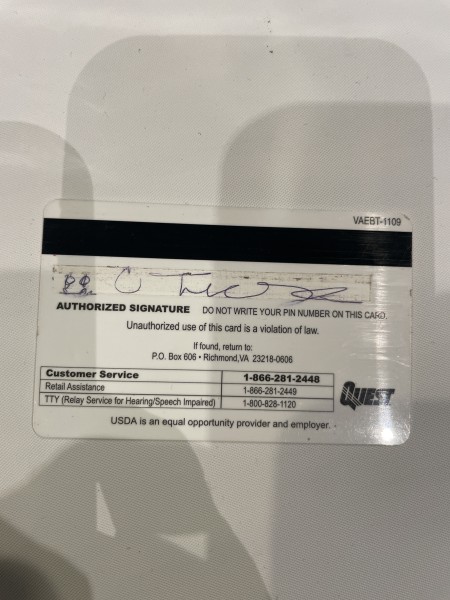 VAEBT-1109
AUTHORIZED SIGNATURE DO NOT WRITE YOUR PIN NUMBER ON THIS CARD.
Unauthorized use of this card is a violation of law.
If found, return to:
P.O. Box 606 • Richmond,VA 23218-0606
Customer Service 1-866-281-2448
Retail Assistance 1-866-281-2449
TTY (Relay Service for Hearing/Speech Impaired) 1-800-828-1120
QUEST
USDA is an equal opportunity provider and employer.